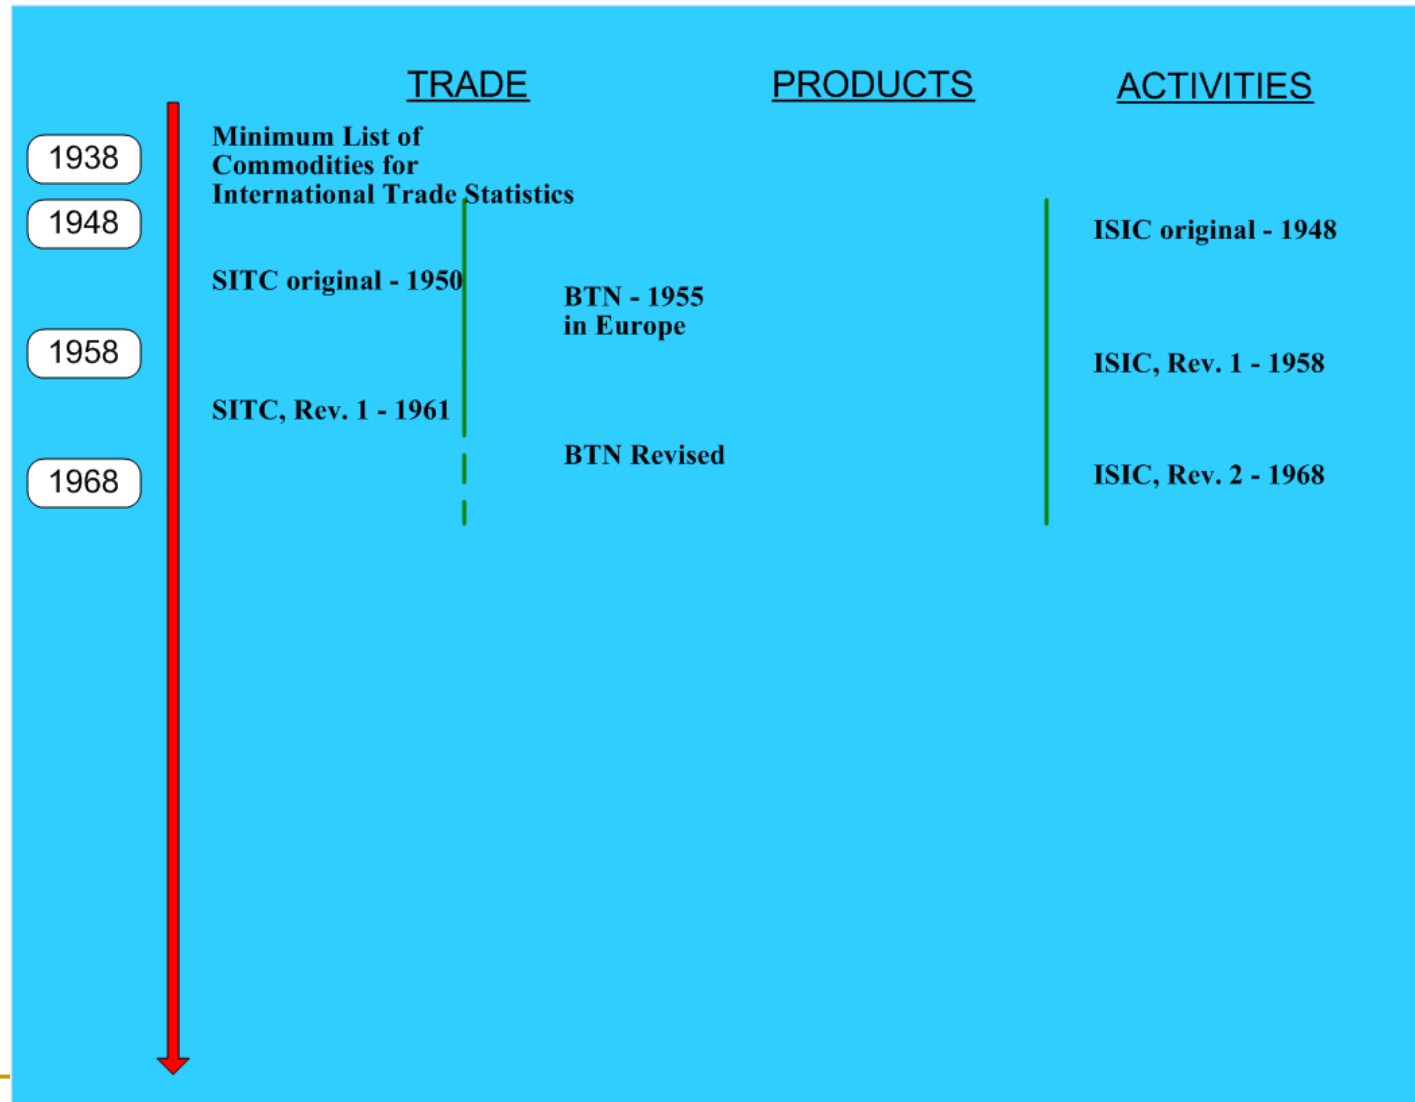 TRADE PRODUCTS ACTIVITIES
1938
Minimum List of
Commodities for
International Trade Statistics
1948
ISIC original - 1948
SITC original - 1950
BTN - 1955
in Europe
1958
ISIC, Rev. 1 - 1958
SITC, Rev. 1 - 1961
BTN Revised
1968
ISIC, Rev. 2 - 1968